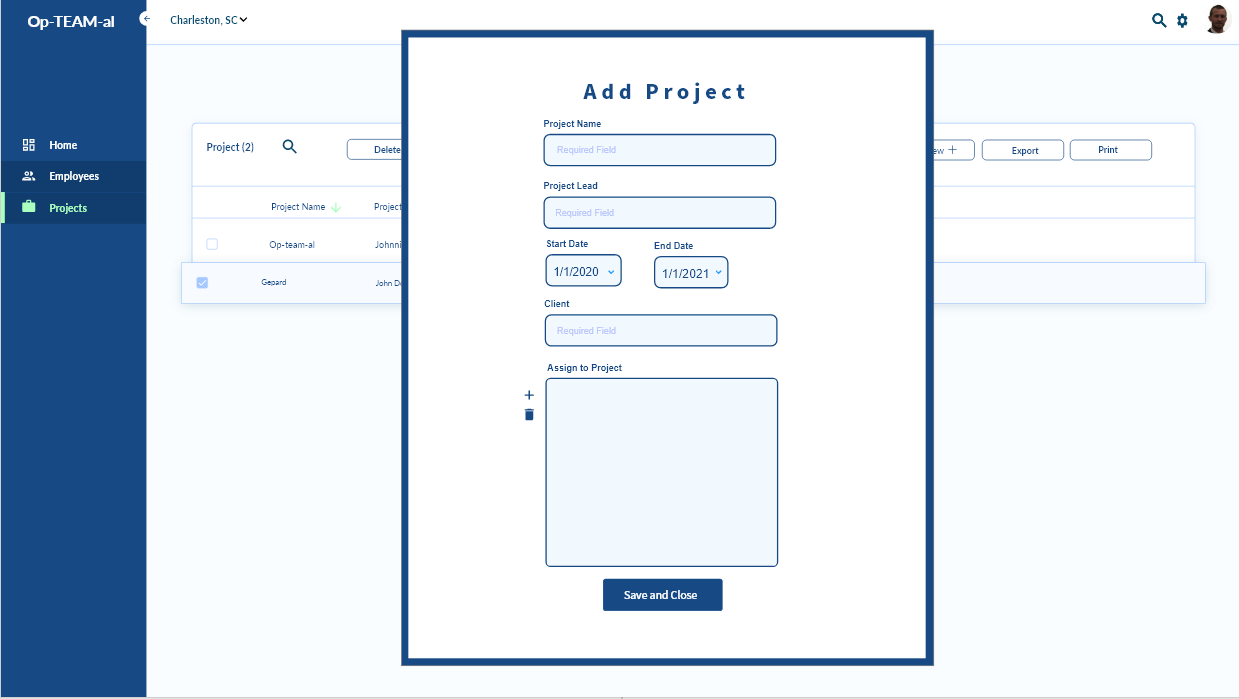 Op-TEAM-al
Charleston, SC
Home
Employees
Projects
Project (2)
Delete
Export
Print
Project Name
Project
Op-team-al
Johnni
Gepard
John D
Add Project
Project Name
Required Field
Project Lead
Required Field
Start Date
End Date
1/1/2020
1/1/2021
Client
Required Field
Assign to Project
Save and Close